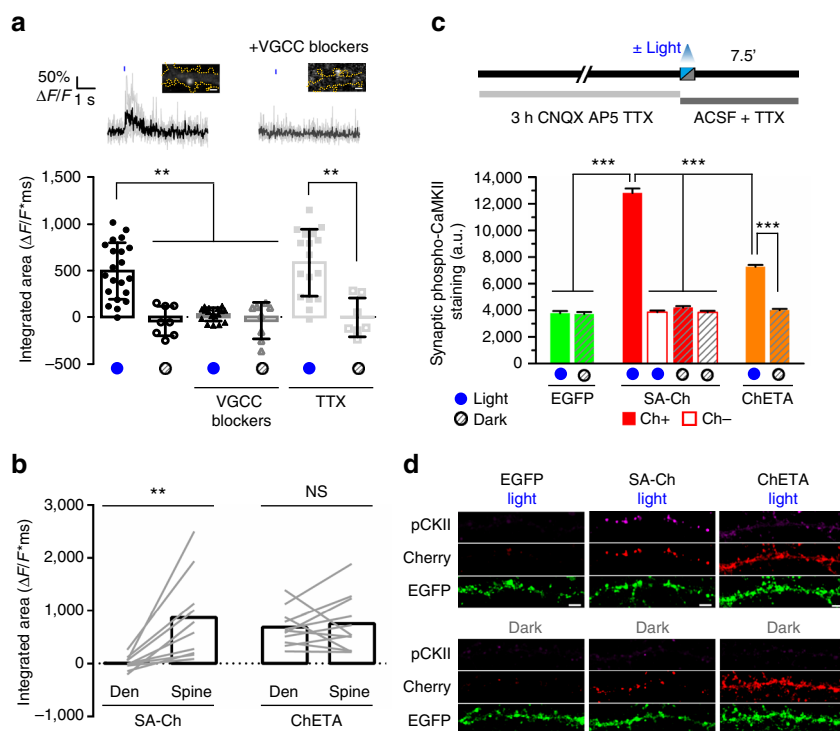 a
+VGCC blockers
50%
ΔF/F
1 s
**
**
Integrated area (ΔF/F*ms)
1,500
1,000
500
0
−500
VGCC
blockers
TTX
b
**
NS
Integrated area (ΔF/F*ms)
3,000
2,000
1,000
0
−1,000
Den
Spine
Den
Spine
SA-Ch
ChETA
c
± Light
7.5'
3 h CNQX AP5 TTX
ACSF + TTX
***
***
***
Synaptic phospho-CaMKII
staining (a.u.)
14,000
12,000
10,000
8,000
6,000
4,000
2,000
0
Light
Dark
EGFP
SA-Ch
ChETA
Ch+
Ch−
d
EGFP
light
SA-Ch
light
ChETA
light
pCKII
Cherry
EGFP
Dark
Dark
Dark
pCKII
Cherry
EGFP